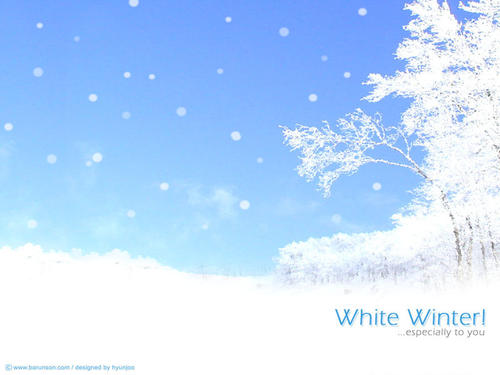 White Winter!
...especially to you
ⓒ www.barunson.com / designed by hyunjoo